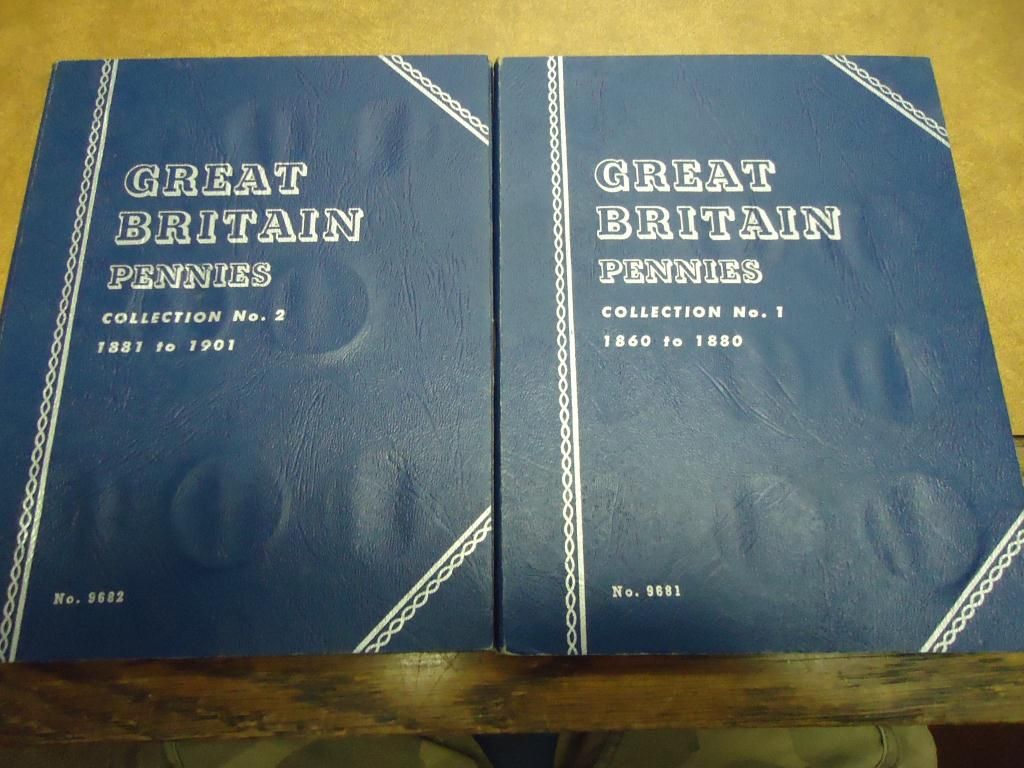 GREAT
BRITAIN
PENNIES
COLLECTION No. 2
1881 to 1901
No. 9682
GREAT
BRITAIN
PENNIES
COLLECTION No. 1
1860 to 1880
No. 9681